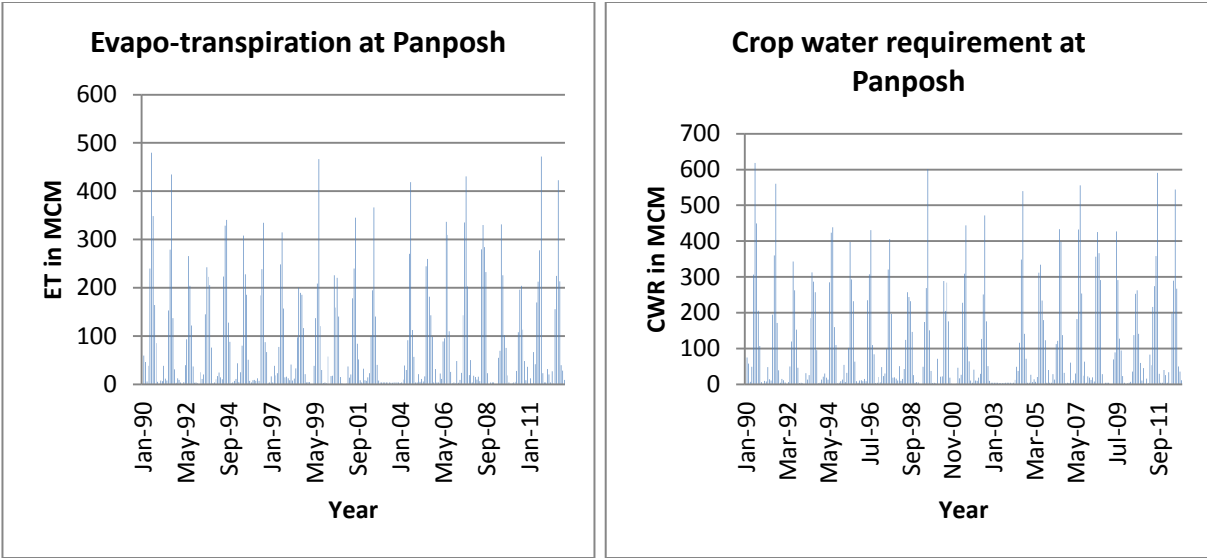 Evapo-transpiration at Panposh
ET in MCM
600
500
400
300
200
100
0
Jan-90
May-92
Sep-94
Jan-97
May-99
Sep-01
Jan-04
May-06
Sep-08
Jan-11
Year
Crop water requirement at
Panposh
CWR in MCM
700
600
500
400
300
200
100
0
Jan-90
Mar-92
May-94
Jul-96
Sep-98
Nov-00
Jan-03
Mar-05
May-07
Jul-09
Sep-11
Year